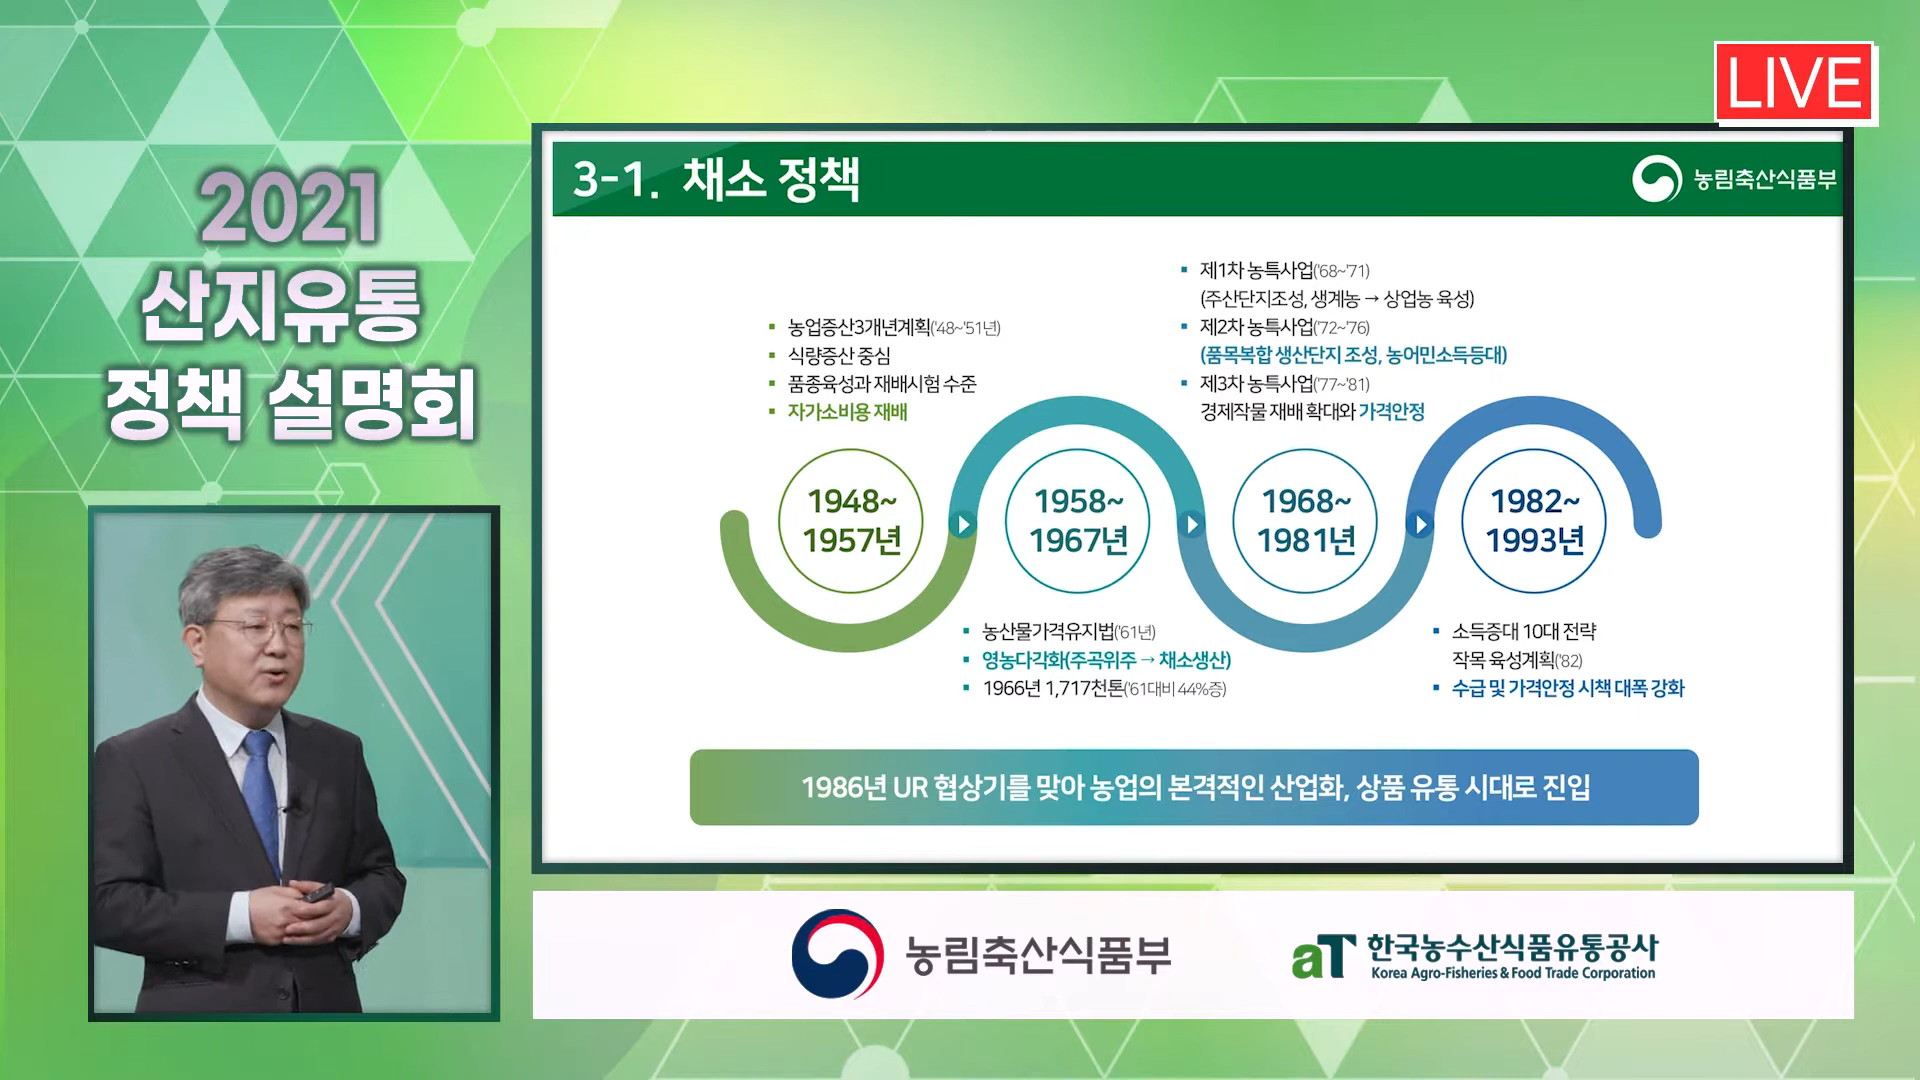 LIVE
2021
산지유통
정책 설명회
3-1. 채소 정책
농림축산식품부
▪ 농업증산3개년계획('48~'51년)
▪ 식량증산 중심
▪ 품종육성과 재배시험 수준
▪ 자가소비용 재배
▪ 제1차 농특사업('68~'71)
(주산단지조성, 생계농 → 상업농 육성)
▪ 제2차 농특사업('72~'76)
(품목복합 생산단지 조성, 농어민소득등대)
▪ 제3차 농특사업('77~'81)
경제작물 재배 확대와 가격안정
1948~
1957년
1958~
1967년
1968~
1981년
1982~
1993년
▪ 농산물가격유지법('61년)
▪ 영농다각화(주곡위주 → 채소생산)
▪ 1966년 1,717천톤('61대비 44%증)
▪ 소득증대 10대 전략
작목 육성계획('82)
▪ 수급 및 가격안정 시책 대폭 강화
1986년 UR 협상기를 맞아 농업의 본격적인 산업화, 상품 유통 시대로 진입
농림축산식품부
aT 한국농수산식품유통공사
Korea Agro-Fisheries & Food Trade Corporation